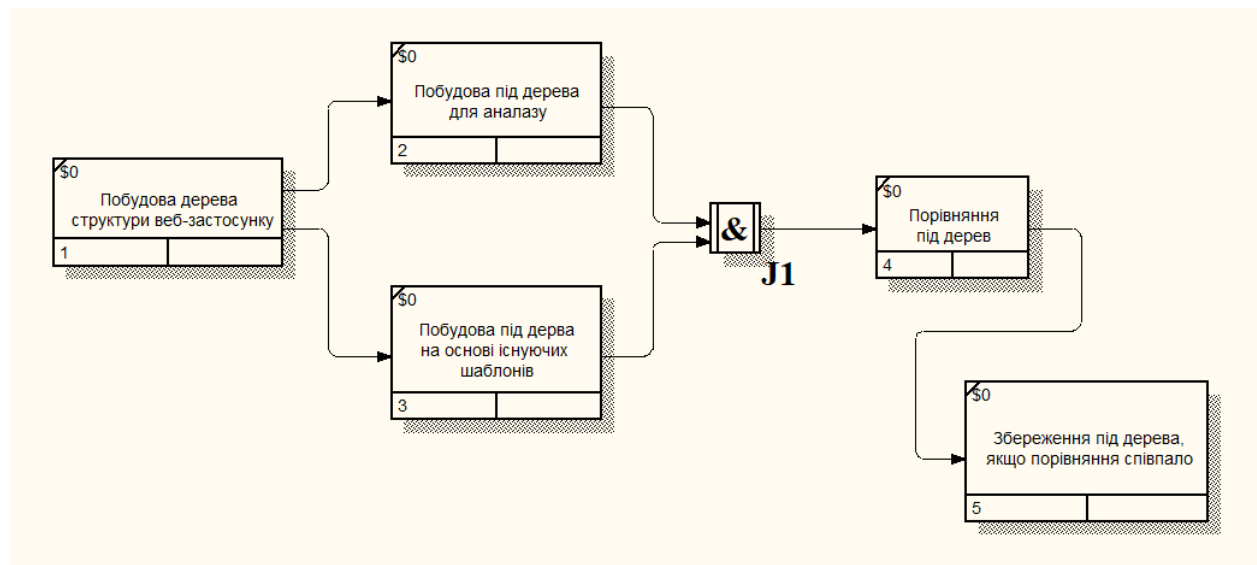 $0
Побудова дерева
структури веб-застосунку
1
$0
Побудова під дерева
для аналазу
2
$0
Побудова під дерва
на основі існуючих
шаблонів
3
&
J1
$0
Порівняння
під дерев
4
$0
Збереження під дерева,
якщо порівняння співпало
5